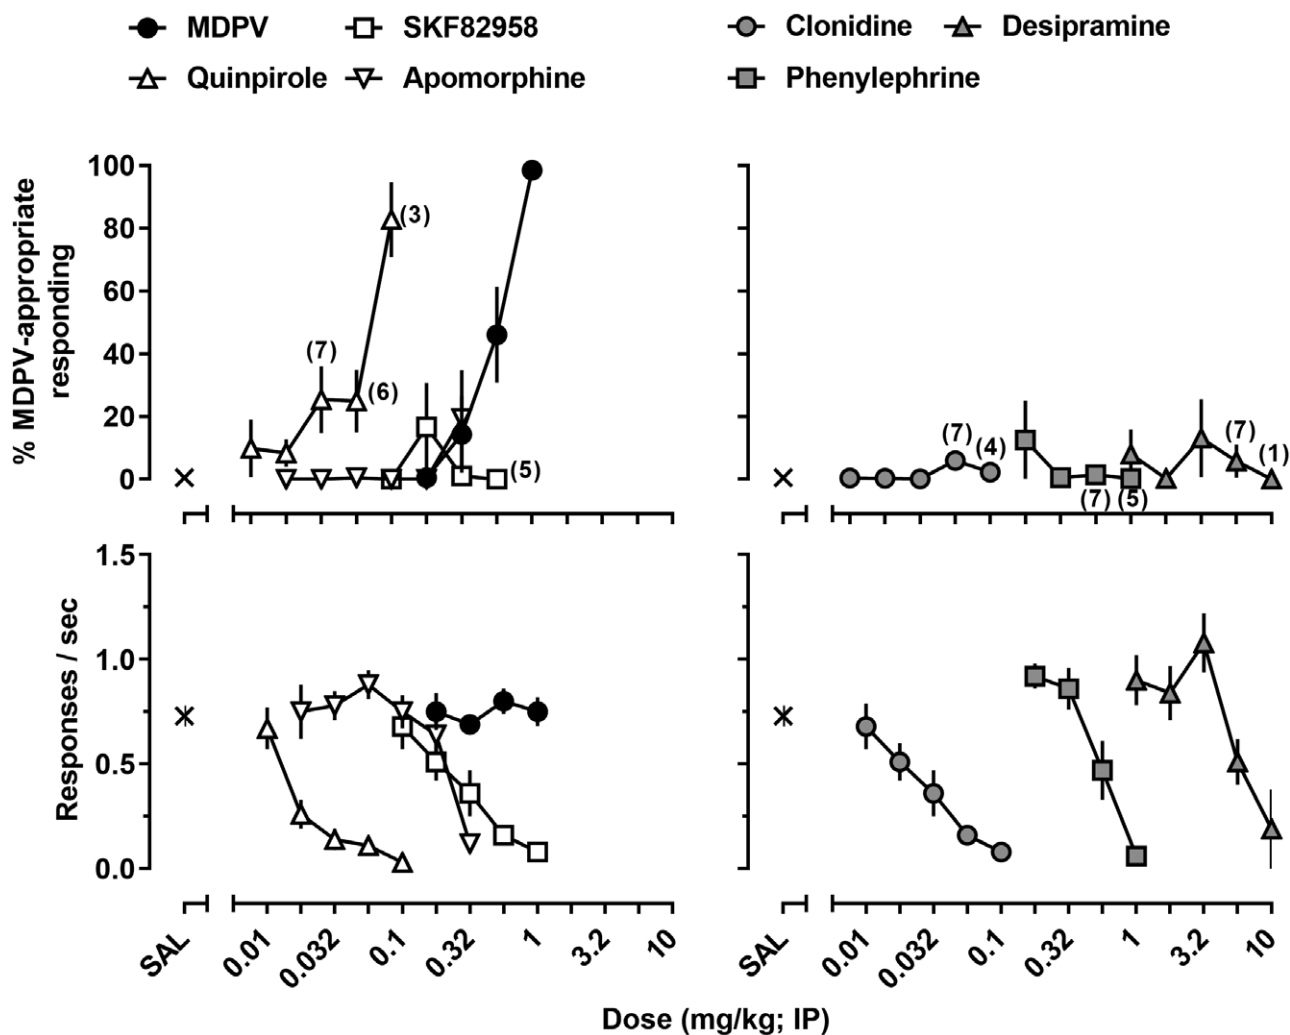 MDPV SKF82958 Clonidine Desipramine
Quinpirole Apomorphine Phenylephrine
% MDPV-appropriate
responding
100
80
60
40
20
0
(3)
(7)
(6)
(5)
(7)
(4)
(7)
(5)
(7)
(1)
Responses / sec
1.5
1.0
0.5
0.0
SAL 0.01 0.032 0.1 0.32 1 3.2 10
SAL 0.01 0.032 0.1 0.32 1 3.2 10
Dose (mg/kg; IP)